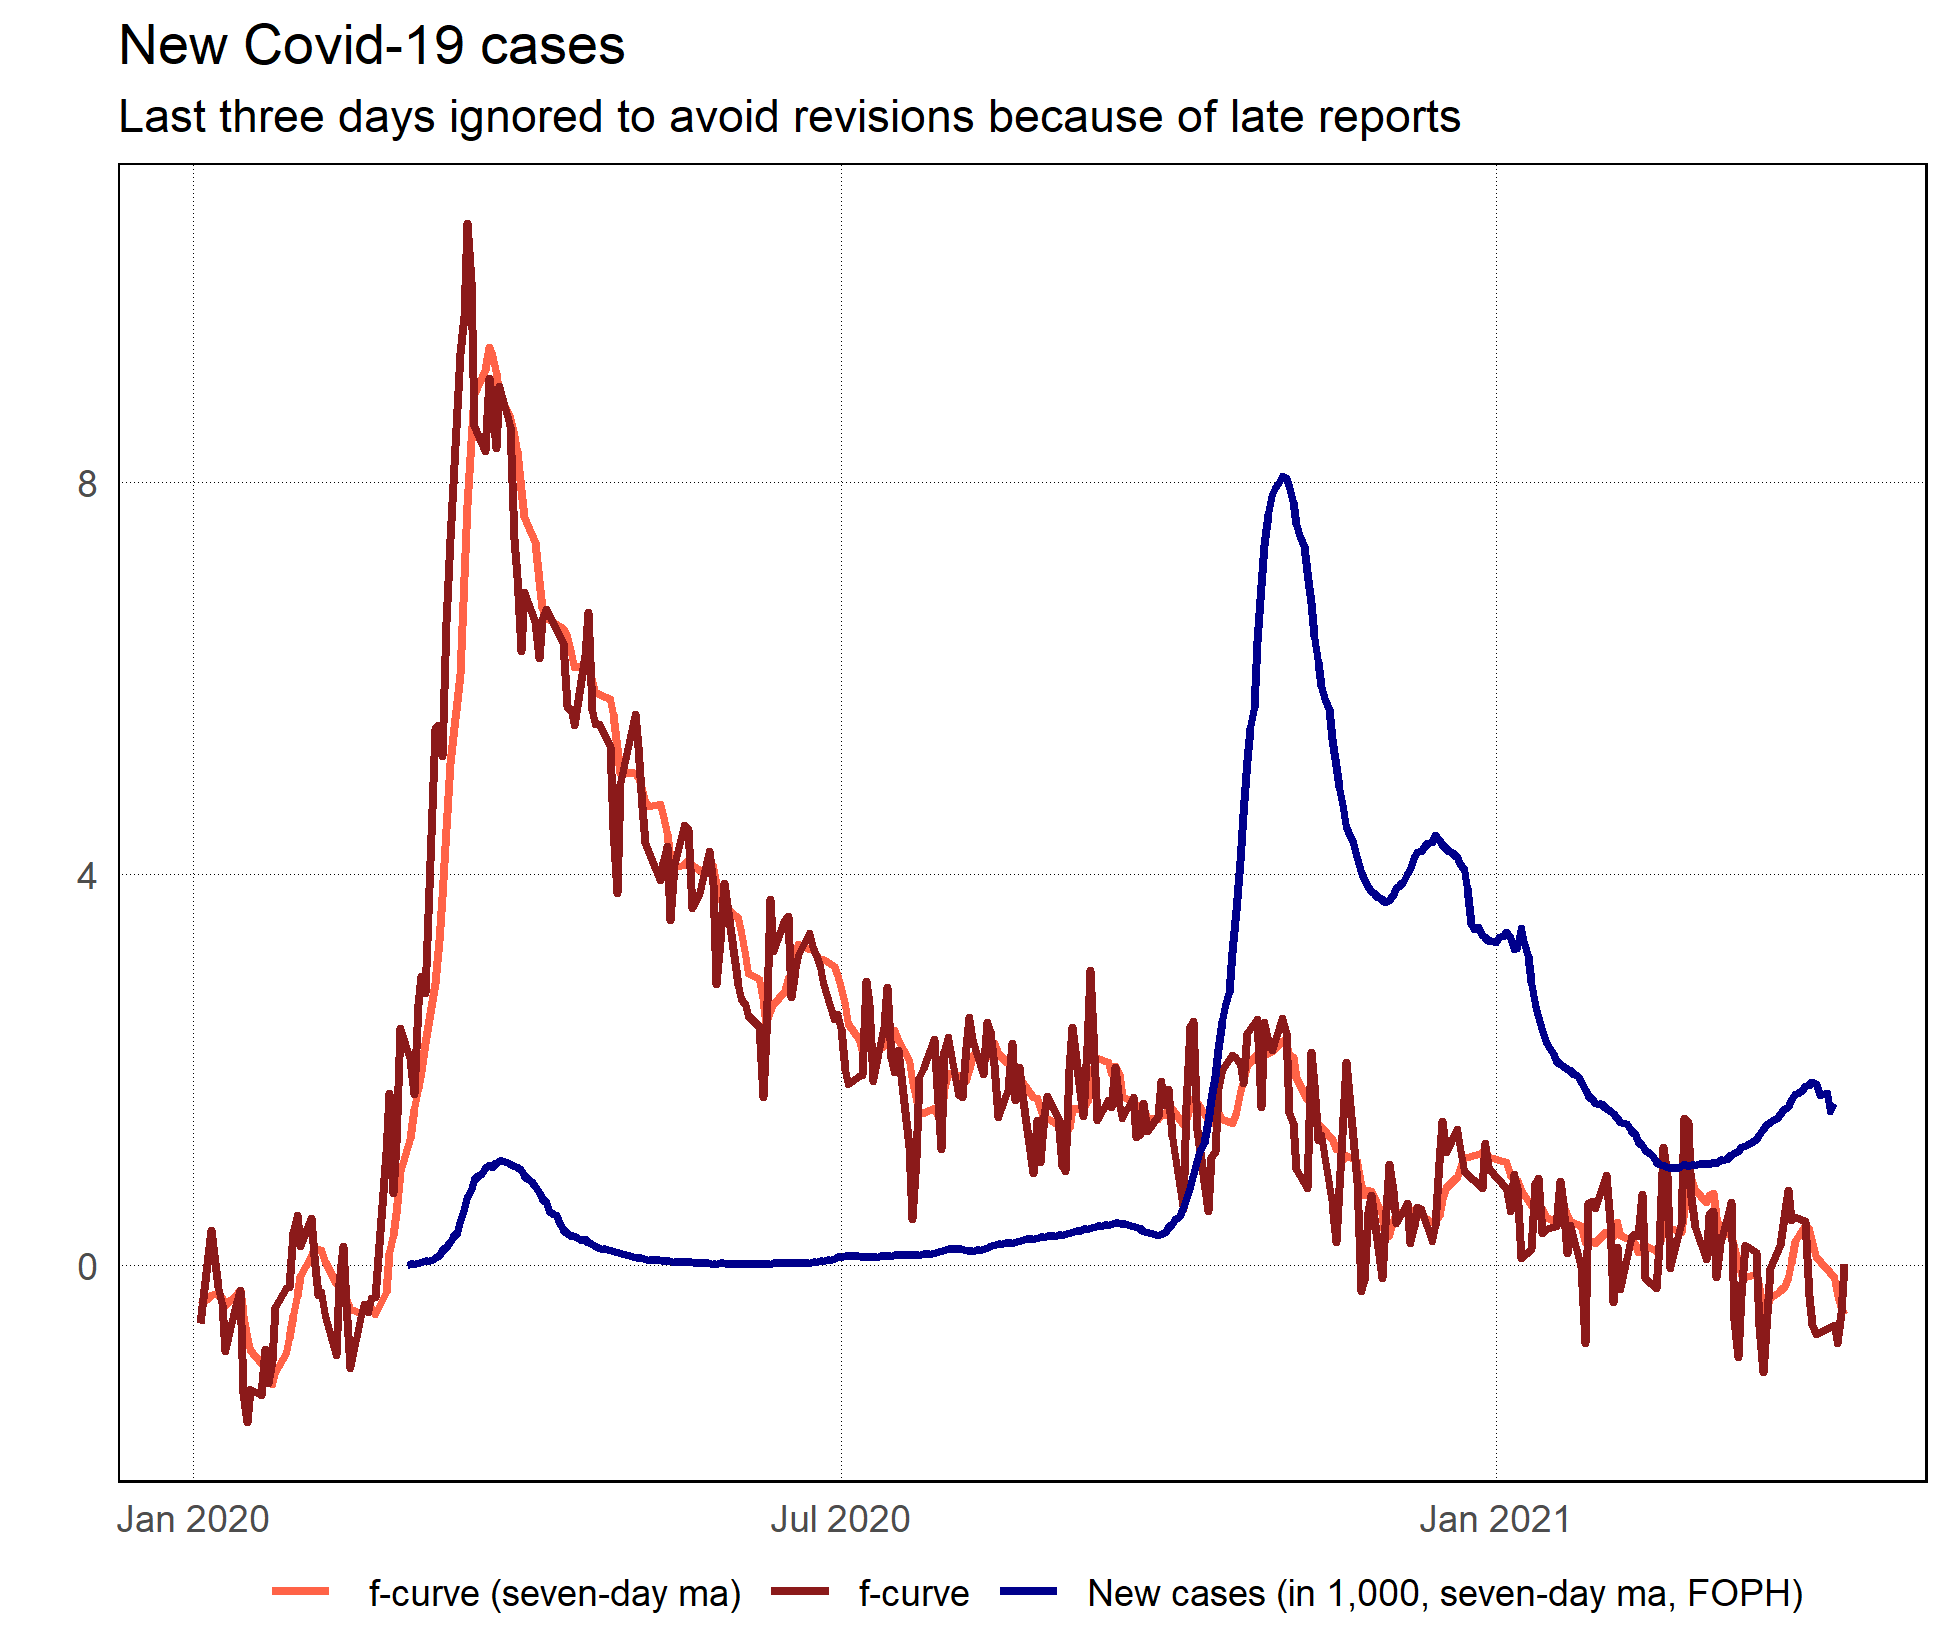 New Covid-19 cases
Last three days ignored to avoid revisions because of late reports
8
4
0
Jan 2020 Jul 2020 Jan 2021
f-curve (seven-day ma) f-curve New cases (in 1,000, seven-day ma, FOPH)